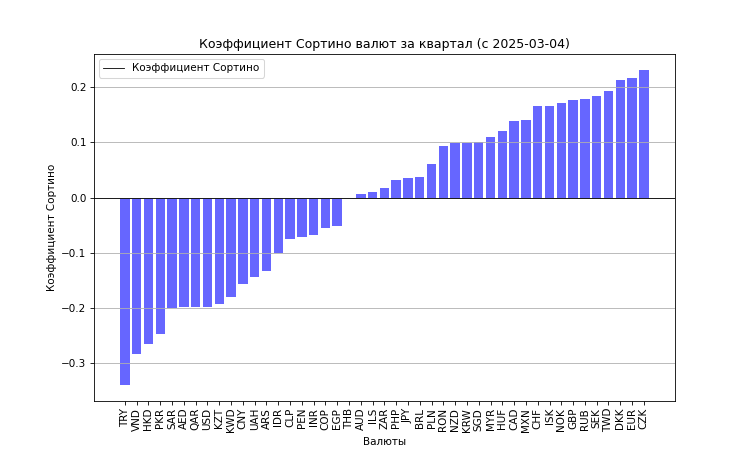 Коэффициент Сортино валют за квартал (с 2025-03-04)
Коэффициент Сортино
Коэффициент Сортино
0.2
0.1
0.0
−0.1
−0.2
−0.3
TRY VND HKD PKR SAR AED QAR USD KZT KWD CNY UAH ARS IDR CLP PEN INR COP EGP THB AUD ILS ZAR PHP JPY BRL PLN RON NZD KRW SGD MYR HUF CAD MXN CHF ISK NOK GBP RUB SEK TWD DKK EUR CZK
Валюты